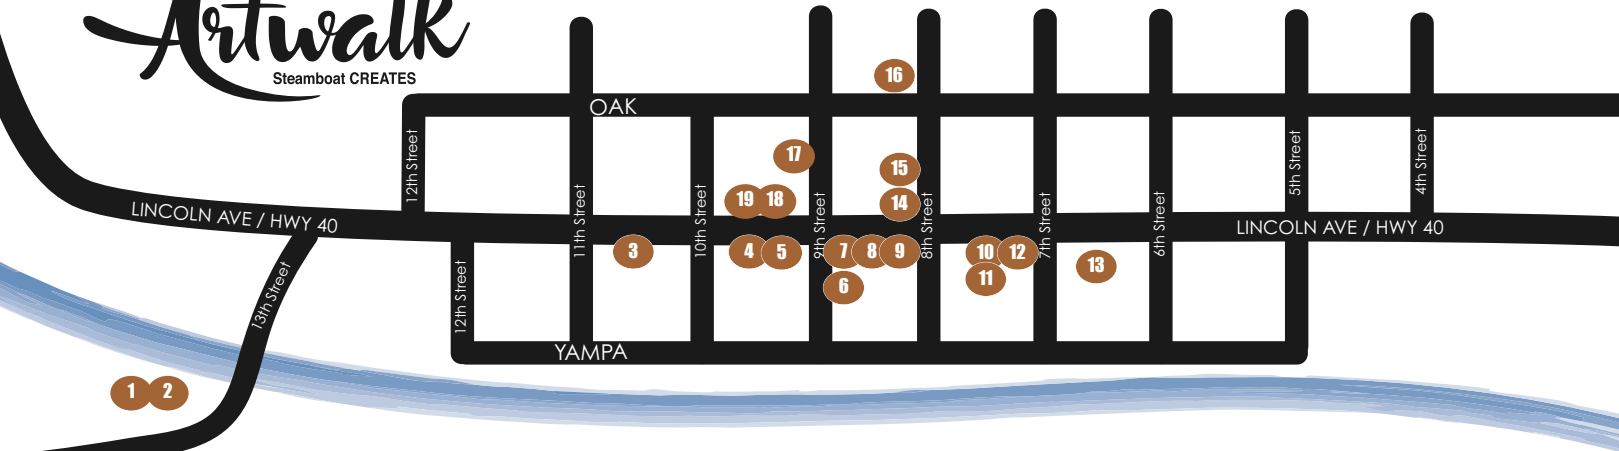 Artwalk
Steamboat CREATES
16
OAK
12th Street
5th Street
4th Street
17
15
19 18
14
11th Street
10th Street
9th Street
8th Street
7th Street
6th Street
LINCOLN AVE / HWY 40
LINCOLN AVE / HWY 40
3
4 5
7 8 9
10 12
13
11
6
13th Street
12th Street
YAMPA
1 2